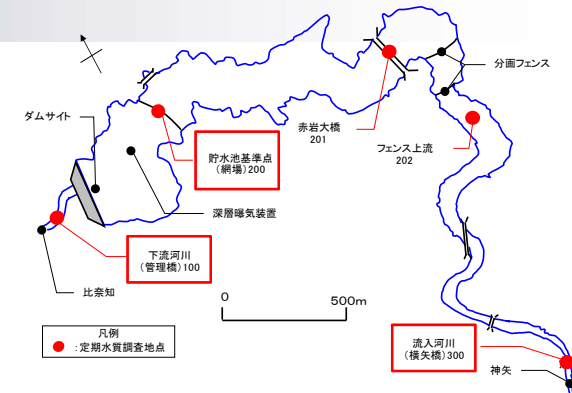 分画フェンス
ダムサイト
赤岩大橋
201
フェンス上流
202
貯水池基準点
(網場)200
深層曝気装置
下流河川
(管理橋)100
比奈知
0
500m
凡例
:定期水質調査地点
流入河川
(横矢橋)300
神矢